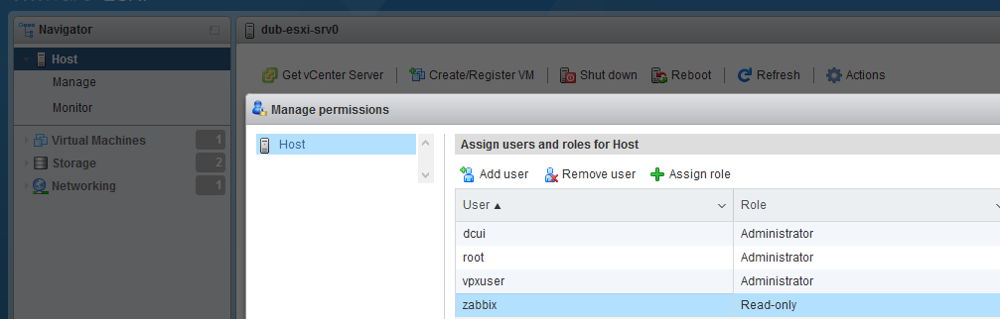 Navigator
dub-esxi-srv0
Host
Manage
Monitor
Virtual Machines 1
Storage 2
Networking 1
Get vCenter Server Create/Register VM Shut down Reboot Refresh Actions
Manage permissions
Host
Assign users and roles for Host
Add user Remove user Assign role
User Role
dcui Administrator
root Administrator
vpxuser Administrator
zabbix Read-only